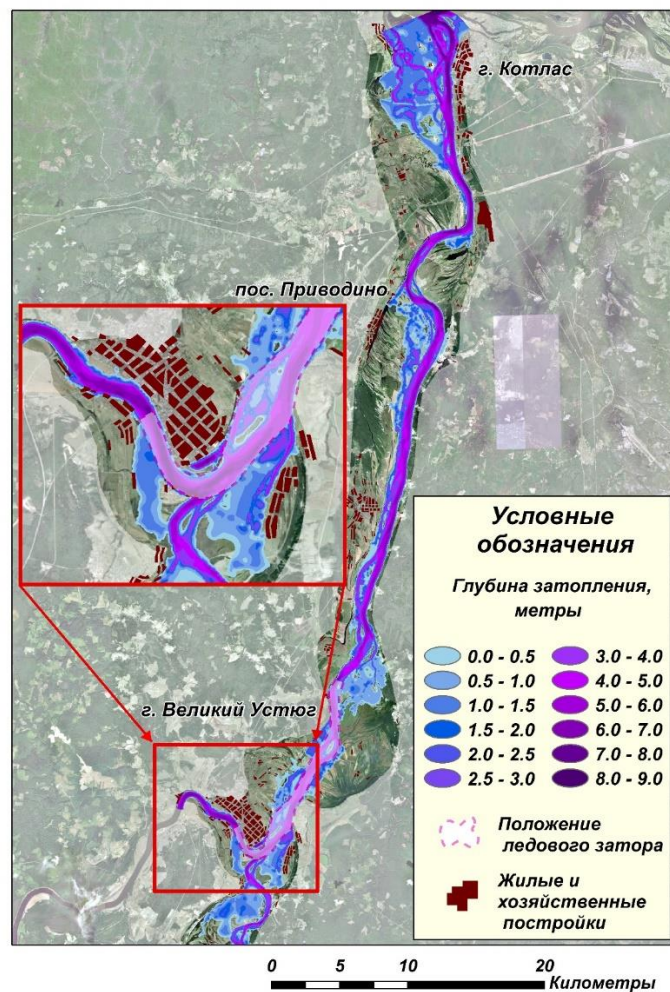 г. Котлас
пос. Приводино
г. Великий Устюг
Условные
обозначения
Глубина затопления,
метры
0.0 - 0.5
0.5 - 1.0
1.0 - 1.5
1.5 - 2.0
2.0 - 2.5
2.5 - 3.0
3.0 - 4.0
4.0 - 5.0
5.0 - 6.0
6.0 - 7.0
7.0 - 8.0
8.0 - 9.0
Положение
ледового затора
Жилые и
хозяйственные
постройки
0 5 10 20
Километры